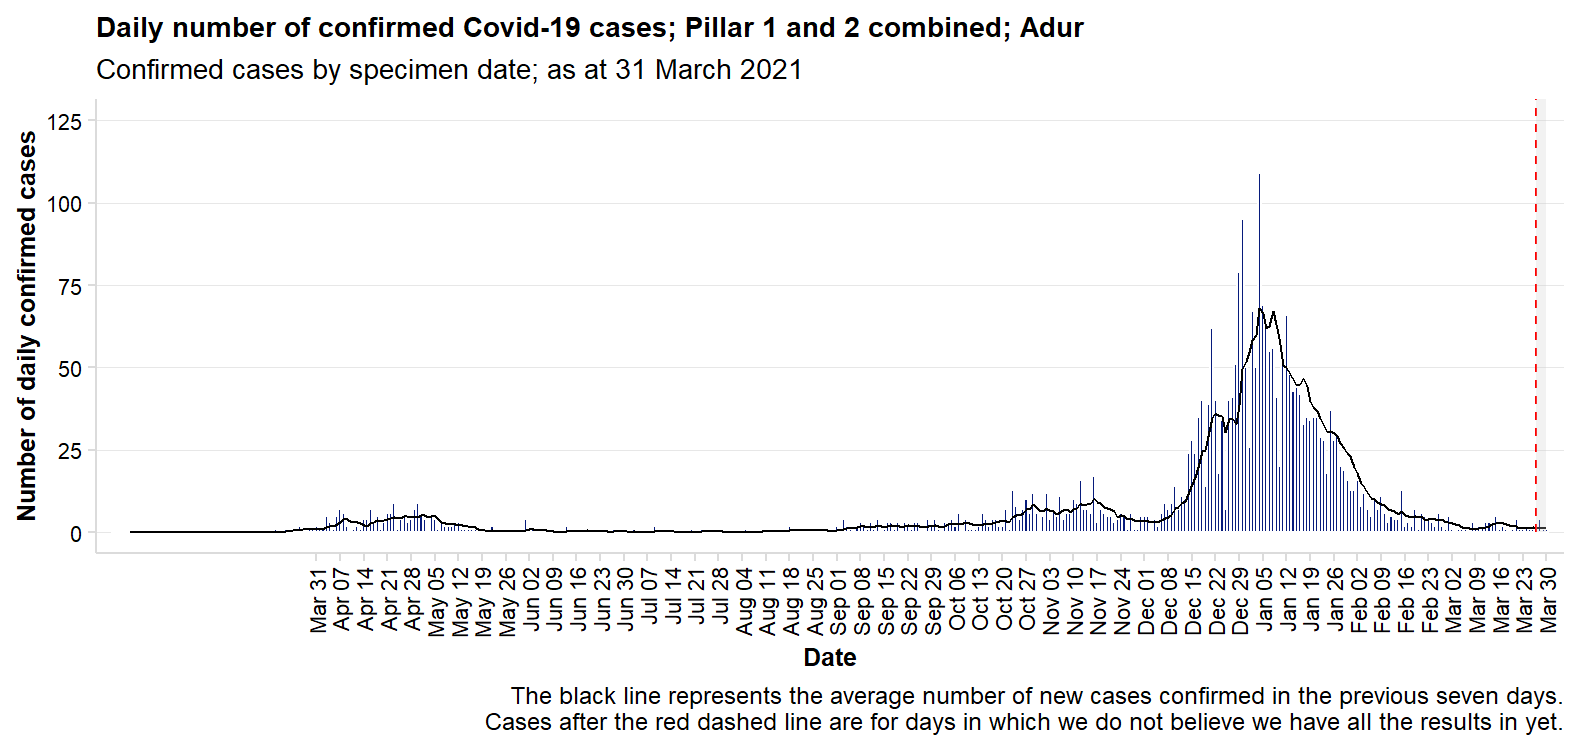 Daily number of confirmed Covid-19 cases; Pillar 1 and 2 combined; Adur
Confirmed cases by specimen date; as at 31 March 2021
Number of daily confirmed cases
125
100
75
50
25
0
Mar 31
Apr 07
Apr 14
Apr 21
Apr 28
May 05
May 12
May 19
May 26
Jun 02
Jun 09
Jun 16
Jun 23
Jun 30
Jul 07
Jul 14
Jul 21
Jul 28
Aug 04
Aug 11
Aug 18
Aug 25
Sep 01
Sep 08
Sep 15
Sep 22
Sep 29
Oct 06
Oct 13
Oct 20
Oct 27
Nov 03
Nov 10
Nov 17
Nov 24
Dec 01
Dec 08
Dec 15
Dec 22
Dec 29
Jan 05
Jan 12
Jan 19
Jan 26
Feb 02
Feb 09
Feb 16
Feb 23
Mar 02
Mar 09
Mar 16
Mar 23
Mar 30
Date
The black line represents the average number of new cases confirmed in the previous seven days.
Cases after the red dashed line are for days in which we do not believe we have all the results in yet.